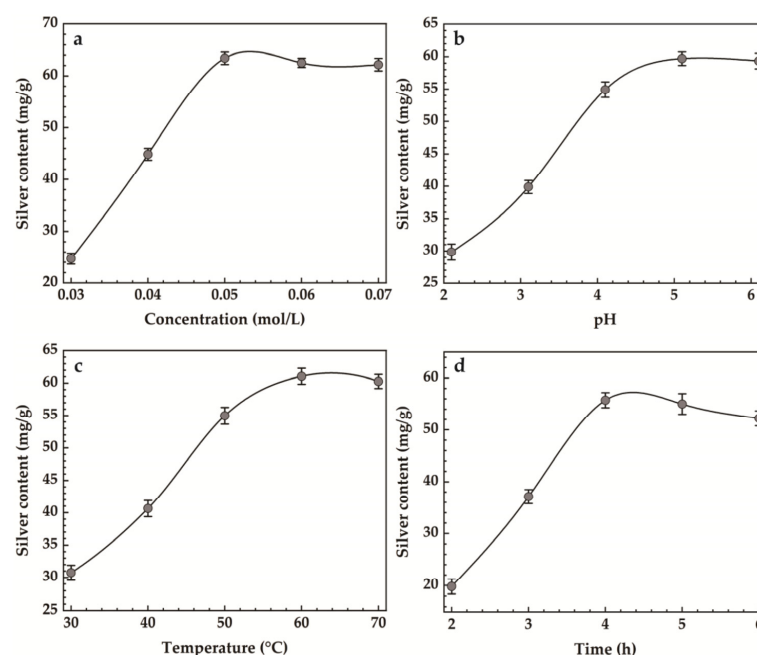 a
Silver content (mg/g)
70
60
50
40
30
20
0.03 0.04 0.05 0.06 0.07
Concentration (mol/L)
b
Silver content (mg/g)
65
60
55
50
45
40
35
30
25
2 3 4 5 6
pH
c
Silver content (mg/g)
65
60
55
50
45
40
35
30
25
30 40 50 60 70
Temperature (°C)
d
Silver content (mg/g)
60
50
40
30
20
2 3 4 5 6
Time (h)